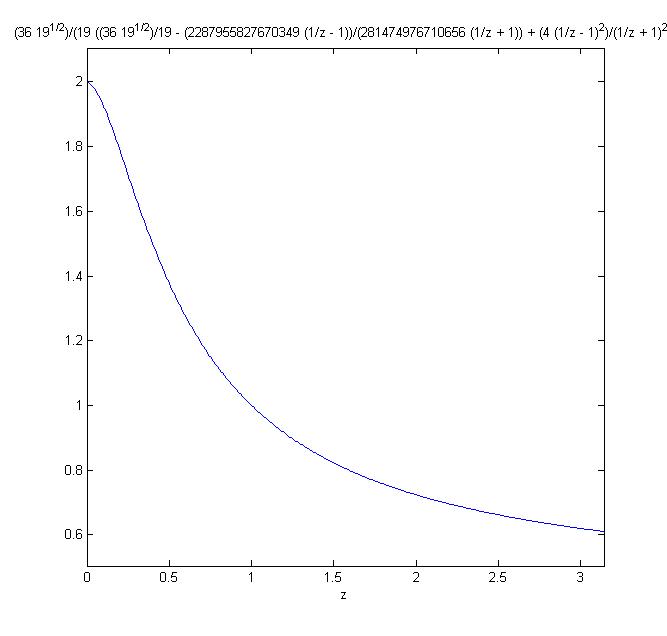 (36 19^1/2)/(19 ((36 19^1/2)/19 - (2287955827670349 (1/z - 1))/(281474976710656 (1/z + 1)) + (4 (1/z - 1)^2)/(1/z + 1)^2
2
1.8
1.6
1.4
1.2
1
0.8
0.6
0 0.5 1 1.5 2 2.5 3
z